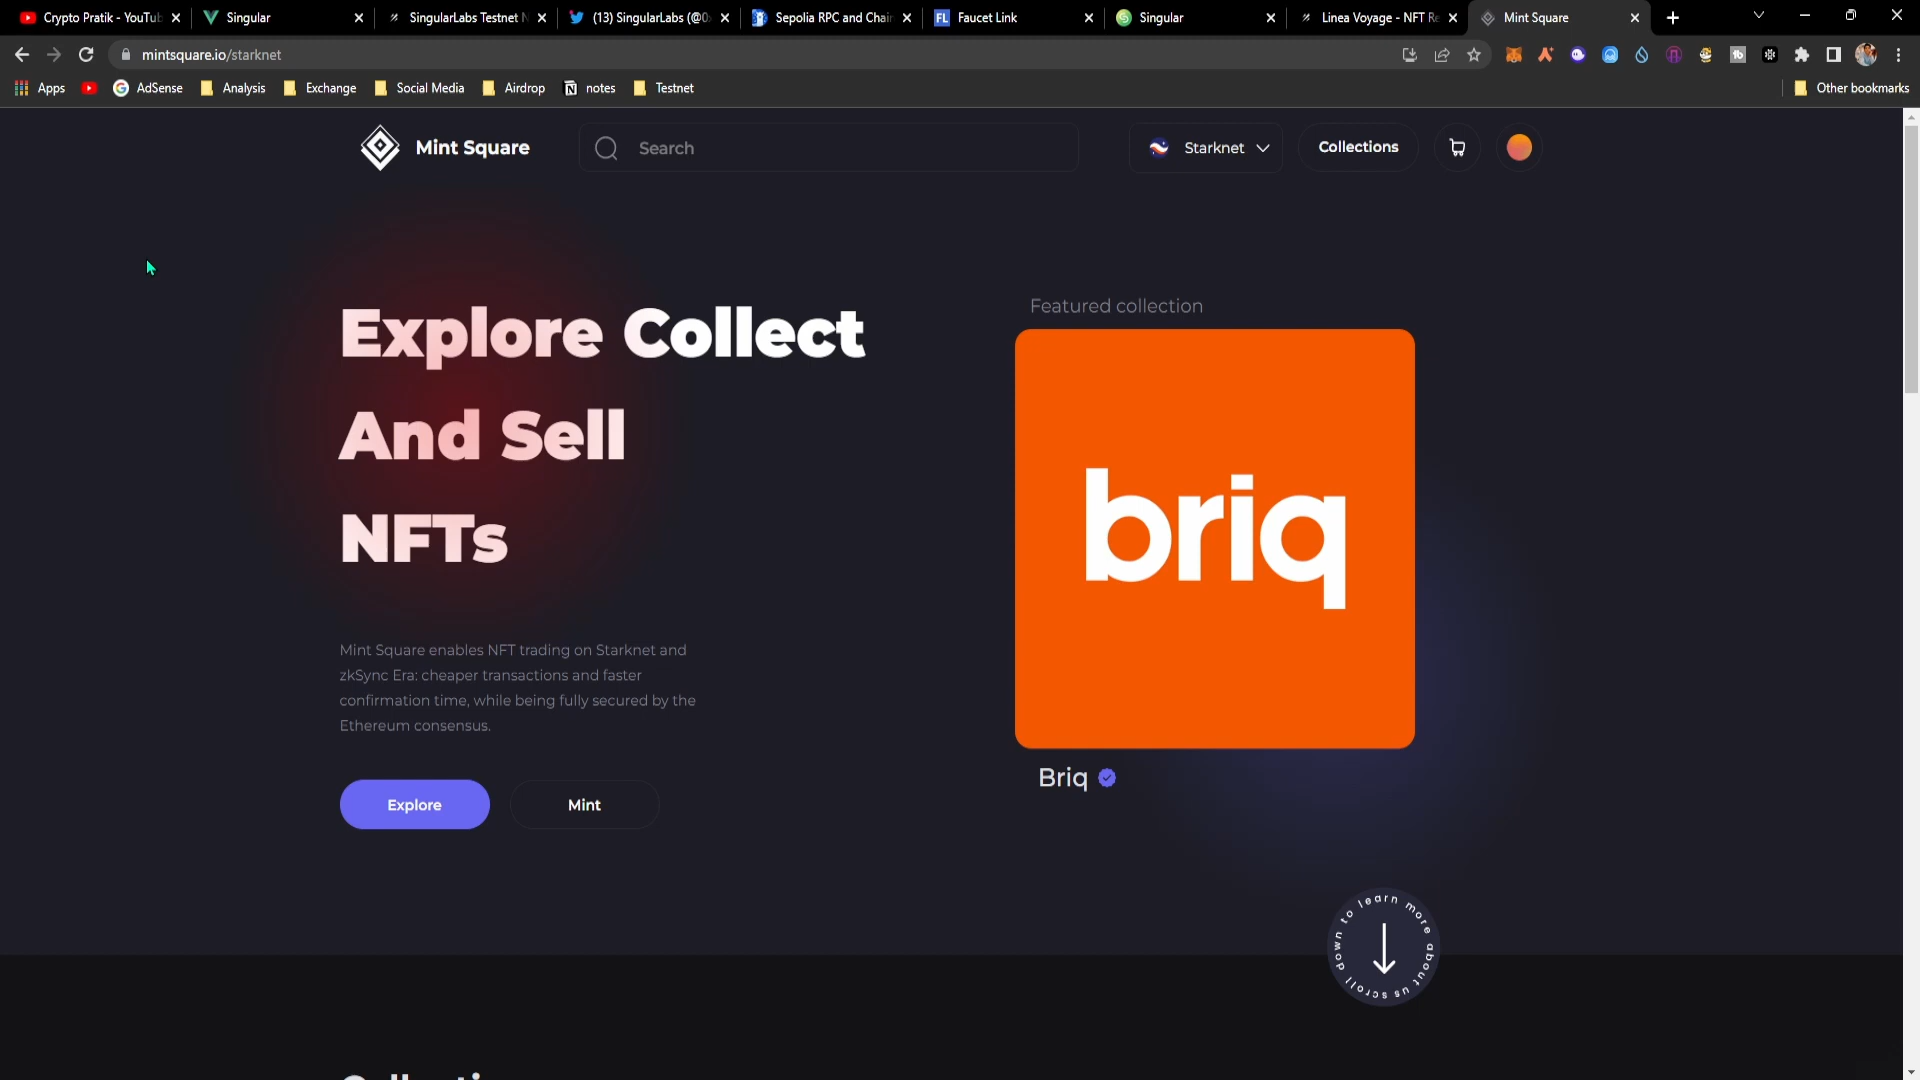 Crypto Pratik - YouTub
Singular
SingularLabs Testnet N
(13) SingularLabs (@0
Sepolia RPC and Chain
FL Faucet Link
Singular
Linea Voyage - NFT Re
Mint Square
mintsquare.io/starknet
Apps
AdSense
Analysis
Exchange
Social Media
Airdrop
notes
Testnet
Other bookmarks
Mint Square
Search
Starknet
Collections
Explore Collect
And Sell
NFTs
Featured collection
briq
Briq
Mint Square enables NFT trading on Starknet and
zkSync Era: cheaper transactions and faster
confirmation time, while being fully secured by the
Ethereum consensus.
Explore
Mint
scroll down to learn more about us